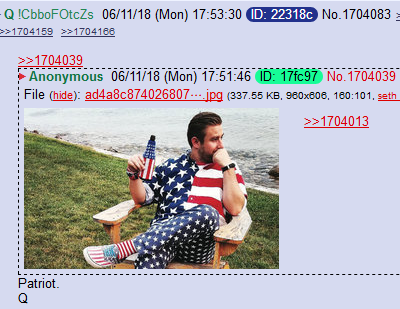 Q !CbboFOtcZs 06/11/18 (Mon) 17:53:30 ID: 22318c No.1704083 >
>>1704159 >>1704166
>>1704039
Anonymous 06/11/18 (Mon) 17:51:46 ID: 17fc97 No.1704039
File (hide): ad4a8c874026807⋯.jpg (337.55 KB, 960x606, 160:101, seth_
>>1704013
Patriot.
Q